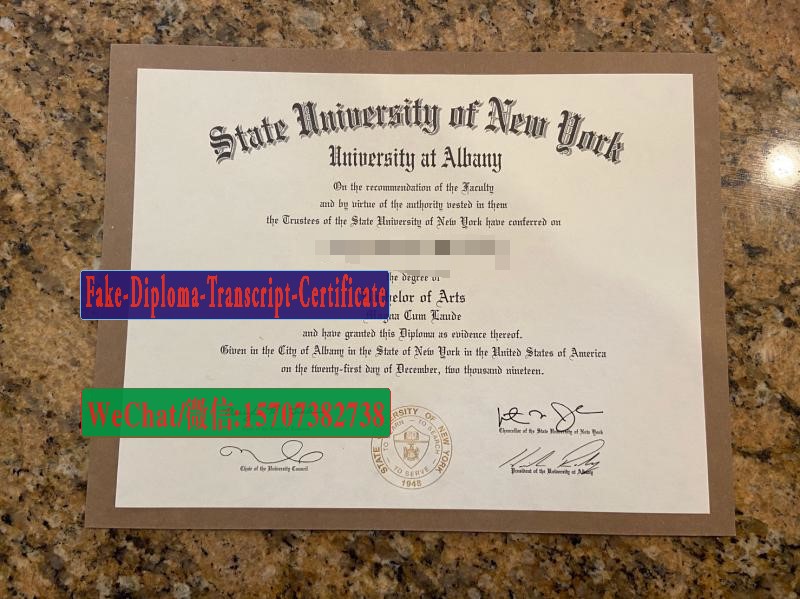 State University of New York
University at Albany
On the recommendation of the Faculty
and by virtue of the authority vested in them
the Trustees of the State University of New York have conferred on
the degree of
Fake-Diploma-Transcript-Certificate
of Arts
Cum Laude
and have granted this Diploma as evidence thereof.
Given in the City of Albany in the State of New York in the United States of America
on the twenty-first day of December, two thousand nineteen.
WeChat/微信:15707382738
Chancellor of the State University of New York
Chair of the University Council
President of the University at Albany
STATE UNIVERSITY OF NEW YORK
TO LEARN – TO SEARCH – TO SERVE
1948